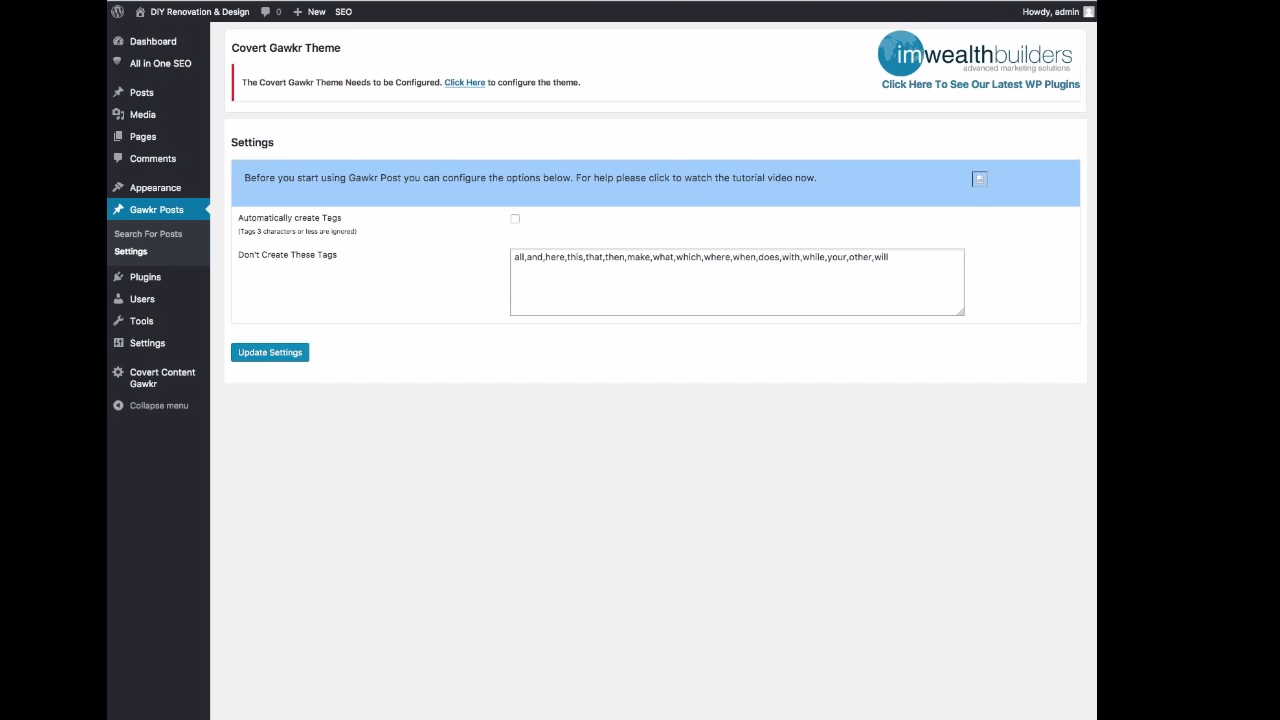 DIY Renovation & Design 0 New SEO Howdy, admin
Dashboard
All in One SEO
Posts
Media
Pages
Comments
Appearance
Gawkr Posts
Search For Posts
Settings
Plugins
Users
Tools
Settings
Covert Content
Gawkr
Collapse menu
Covert Gawkr Theme
The Covert Gawkr Theme Needs to be Configured. Click Here to configure the theme.
imwealthbuilders
advanced marketing solutions
Click Here To See Our Latest WP Plugins
Settings
Before you start using Gawkr Post you can configure the options below. For help please click to watch the tutorial video now.
Automatically create Tags
(Tags 3 characters or less are ignored)
Don't Create These Tags
all,and,here,this,that,then,make,what,which,where,when,does,with,while,your,other,will
Update Settings